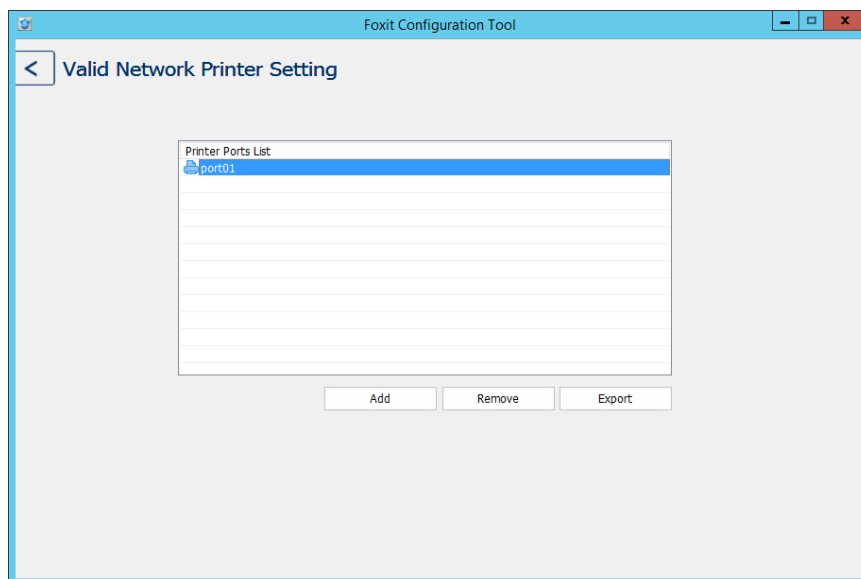 Foxit Configuration Tool
< Valid Network Printer Setting
Printer Ports List
port01
Add Remove Export